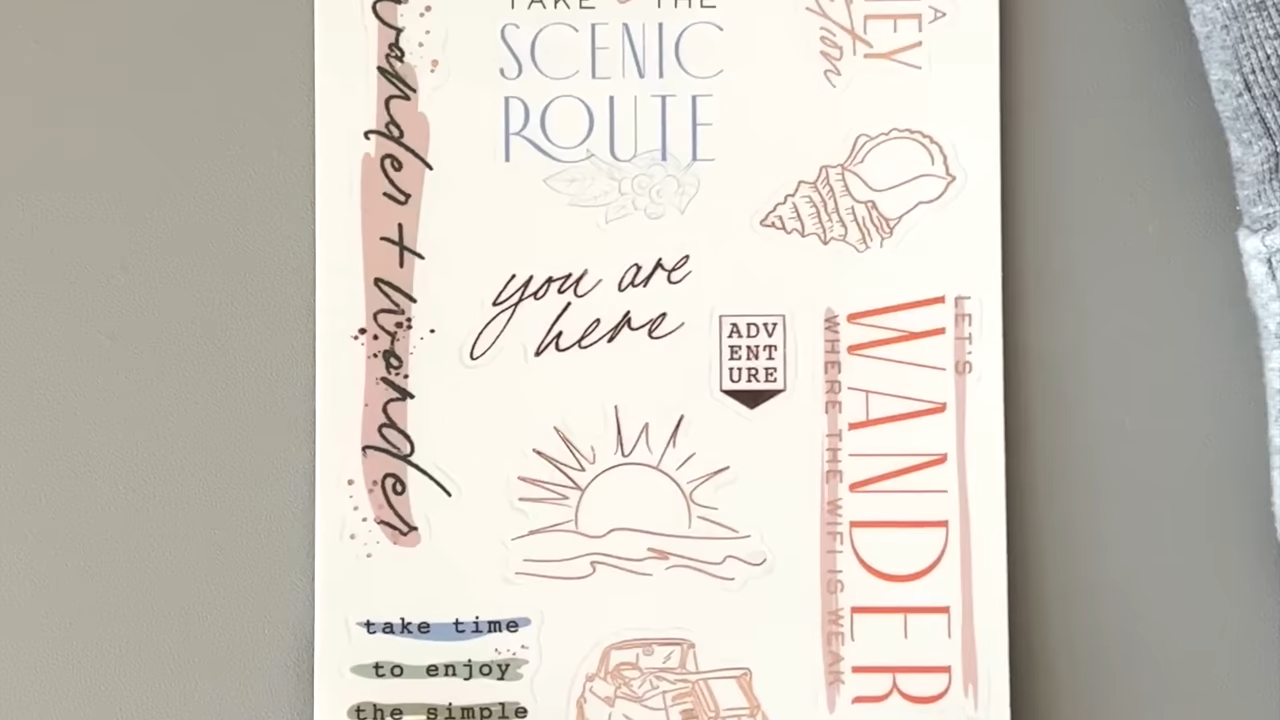 wander + wonder
TAKE THE
SCENIC
ROUTE
A
you are
here
ADV
ENT
URE
LET'S
WANDER
WHERE THE WIFI IS WEAK
take time
to enjoy
the simple